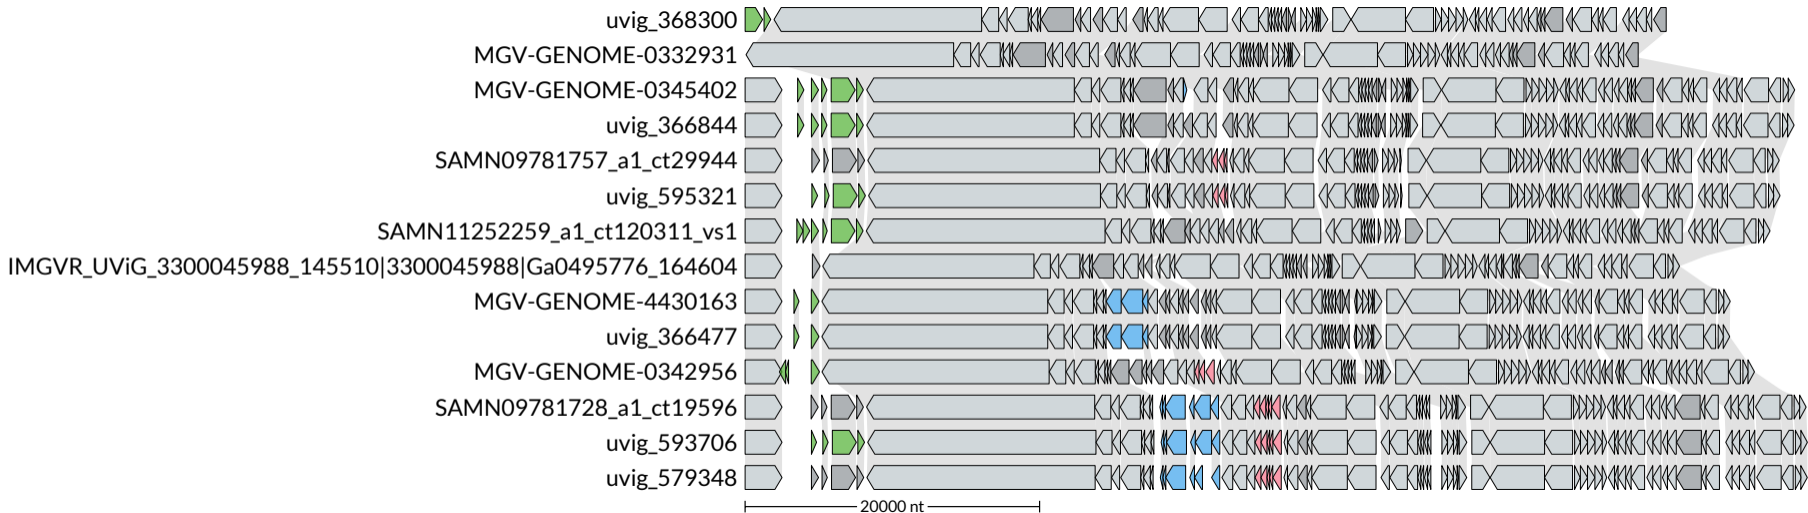 uvig_368300
MGV-GENOME-0332931
MGV-GENOME-0345402
uvig_366844
SAMN09781757_a1_ct29944
uvig_595321
SAMN11252259_a1_ct120311_vs1
IMGVR_UViG_3300045988_145510|3300045988|Ga0495776_164604
MGV-GENOME-4430163
uvig_366477
MGV-GENOME-0342956
SAMN09781728_a1_ct19596
uvig_593706
uvig_579348
20000 nt